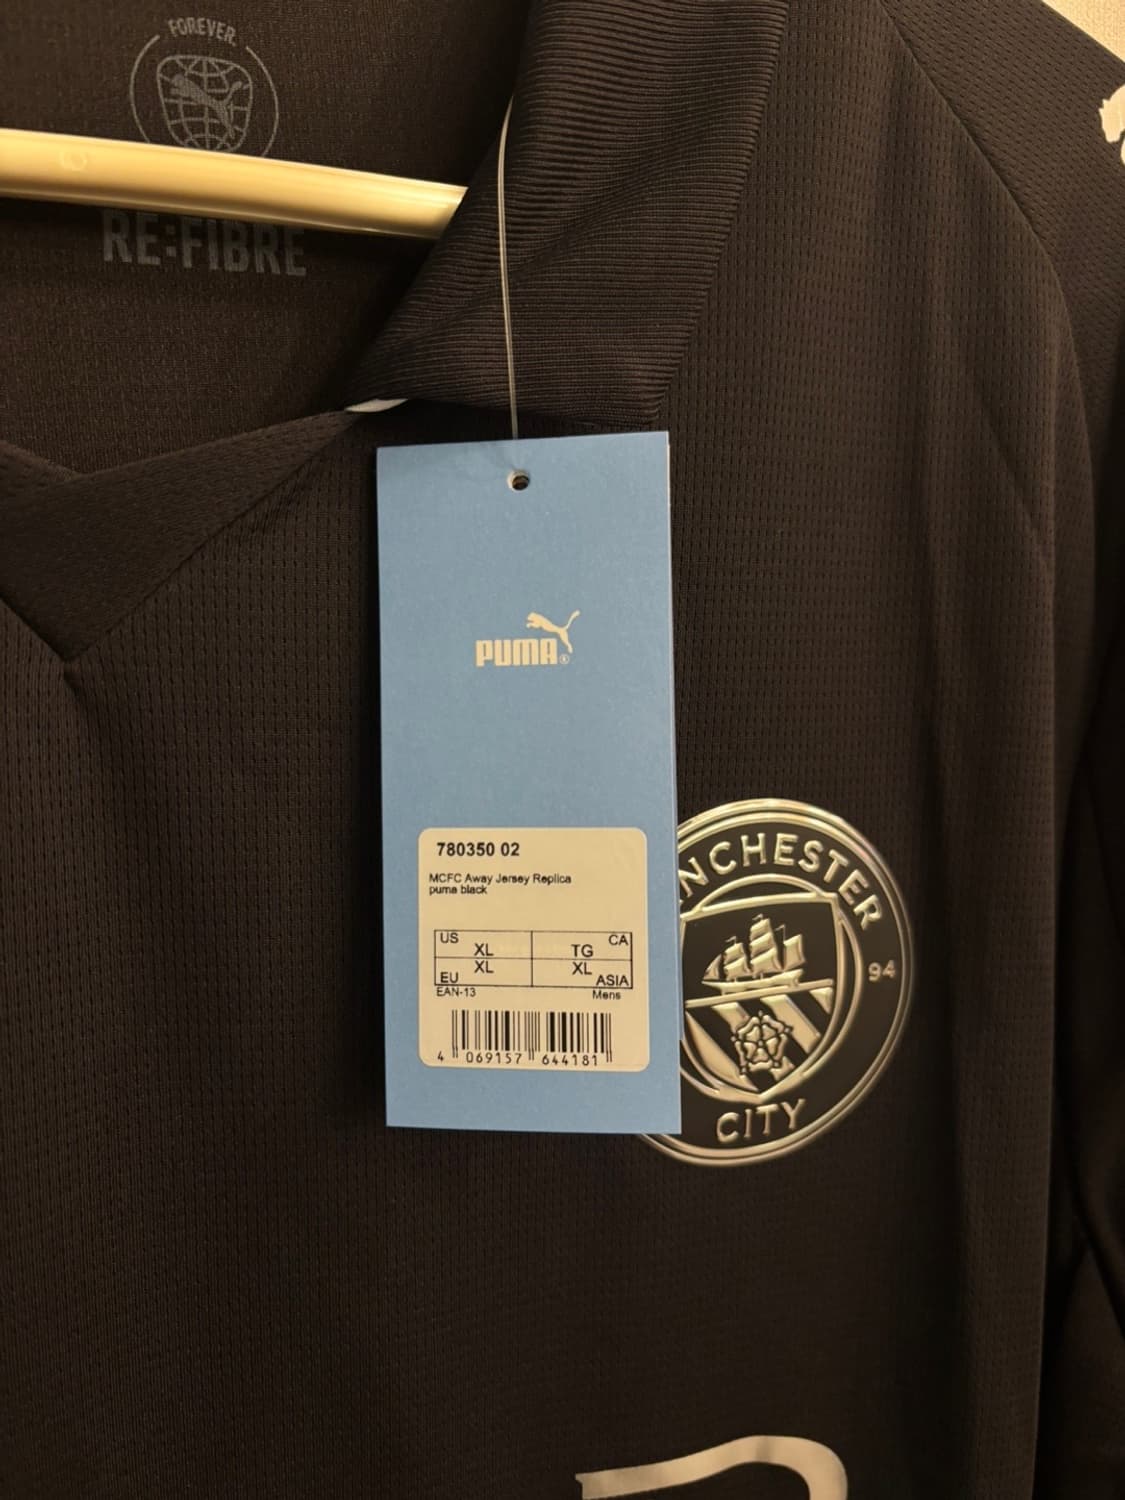 FOREVER.
RE:FIBRE
PUMA®
780350 02
MCFC Away Jersey Replica
puma black
US XL TG CA
EU XL XL ASIA
EAN-13 Mens
4 069157 644181
NCHESTER
94
CITY